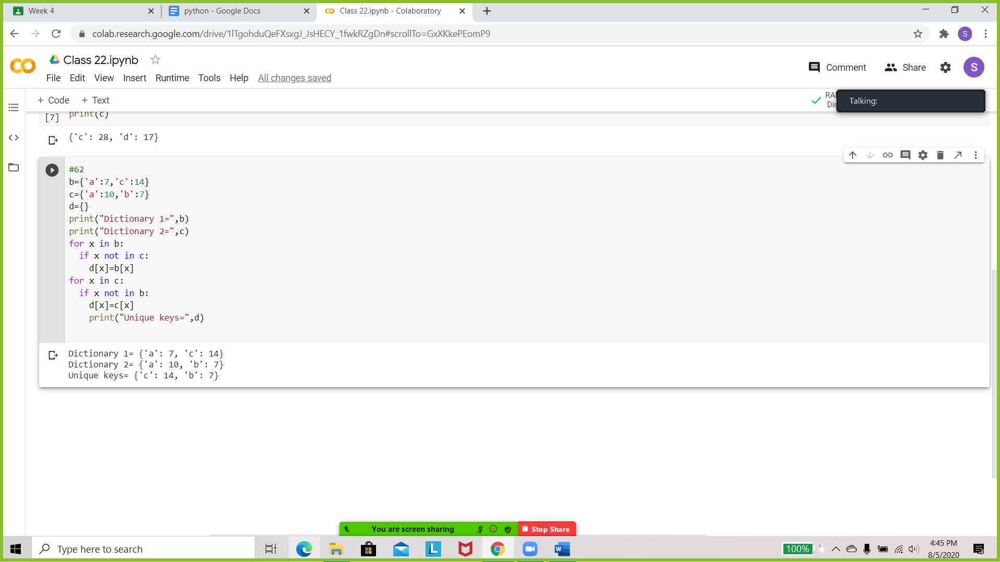 Week 4
python - Google Docs
Class 22.ipynb - Colaboratory
colab.research.google.com/drive/1lTgohduQeFXsxgJ_JsHECY_1fwkRZgDn#scrollTo=GxXKkePEomP9
S
Class 22.ipynb
Comment
Share
S
File Edit View Insert Runtime Tools Help All changes saved
+ Code + Text
Talking:
[7] print(c)
{'c': 28, 'd': 17}
#62
b={'a':7,'c':14}
c={'a':10,'b':7}
d={}
print("Dictionary 1=",b)
print("Dictionary 2=",c)
for x in b:
  if x not in c:
    d[x]=b[x]
for x in c:
  if x not in b:
    d[x]=c[x]
    print("Unique keys=",d)
Dictionary 1= {'a': 7, 'c': 14}
Dictionary 2= {'a': 10, 'b': 7}
Unique keys= {'c': 14, 'b': 7}
You are screen sharing
Stop Share
Type here to search
L
W
100%
4:45 PM
8/5/2020